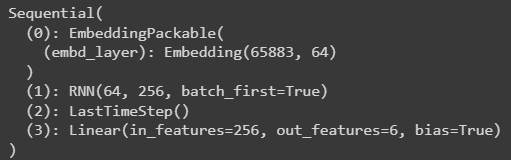 Sequential(
  (0): EmbeddingPackable(
    (embd_layer): Embedding(65883, 64)
  )
  (1): RNN(64, 256, batch_first=True)
  (2): LastTimeStep()
  (3): Linear(in_features=256, out_features=6, bias=True)
)